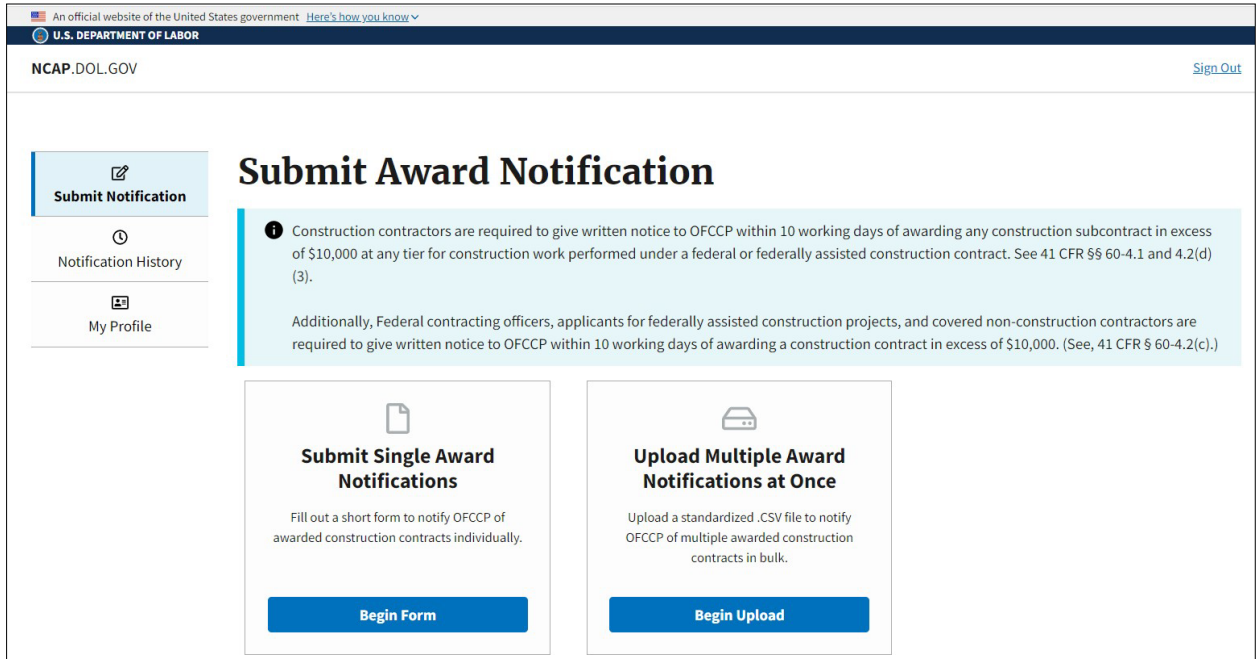 An official website of the United States government Here's how you know
U.S. DEPARTMENT OF LABOR
NCAP.DOL.GOV
Sign Out
Submit Notification
Notification History
My Profile
Submit Award Notification
Construction contractors are required to give written notice to OFCCP within 10 working days of awarding any construction subcontract in excess
of $10,000 at any tier for construction work performed under a federal or federally assisted construction contract. See 41 CFR §§ 60-4.1 and 4.2(d)
(3).
Additionally, Federal contracting officers, applicants for federally assisted construction projects, and covered non-construction contractors are
required to give written notice to OFCCP within 10 working days of awarding a construction contract in excess of $10,000. (See, 41 CFR § 60-4.2(c).)
Submit Single Award
Notifications
Fill out a short form to notify OFCCP of
awarded construction contracts individually.
Begin Form
Upload Multiple Award
Notifications at Once
Upload a standardized .CSV file to notify
OFCCP of multiple awarded construction
contracts in bulk.
Begin Upload